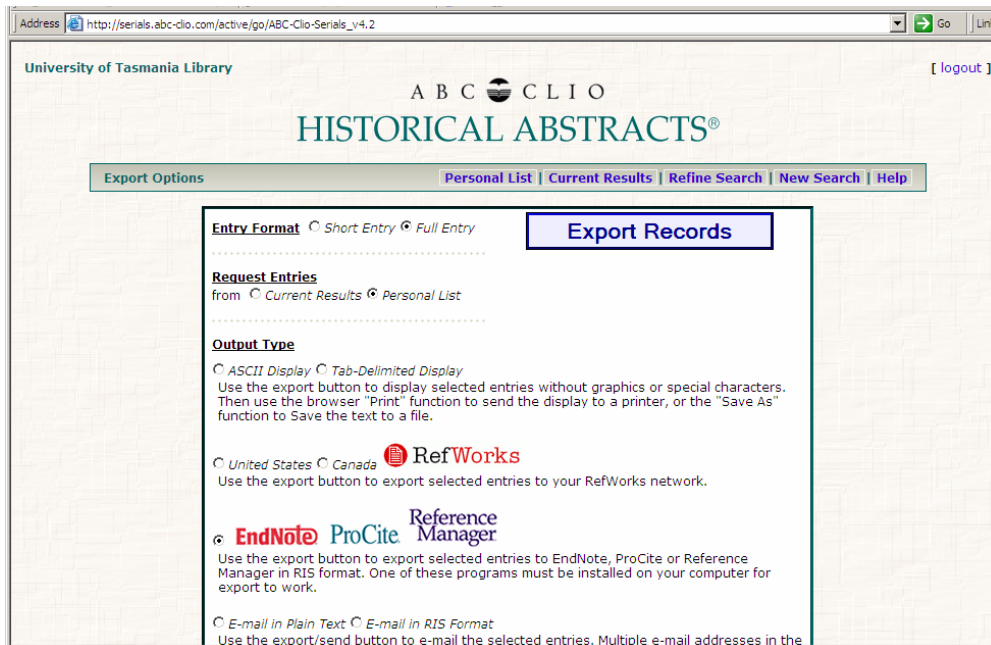 Address http://serials.abc-clio.com/active/go/ABC-Clio-Serials_v4.2 Go
University of Tasmania Library [ logout ]
ABC CLIO
HISTORICAL ABSTRACTS®
Export Options Personal List | Current Results | Refine Search | New Search | Help
Entry Format Short Entry Full Entry Export Records
Request Entries
from Current Results Personal List
Output Type
ASCII Display Tab-Delimited Display
Use the export button to display selected entries without graphics or special characters.
Then use the browser "Print" function to send the display to a printer, or the "Save As"
function to Save the text to a file.
United States Canada RefWorks
Use the export button to export selected entries to your RefWorks network.
EndNote ProCite Reference Manager
Use the export button to export selected entries to EndNote, ProCite or Reference
Manager in RIS format. One of these programs must be installed on your computer for
export to work.
E-mail in Plain Text E-mail in RIS Format
Use the export/send button to e-mail the selected entries. Multiple e-mail addresses in the